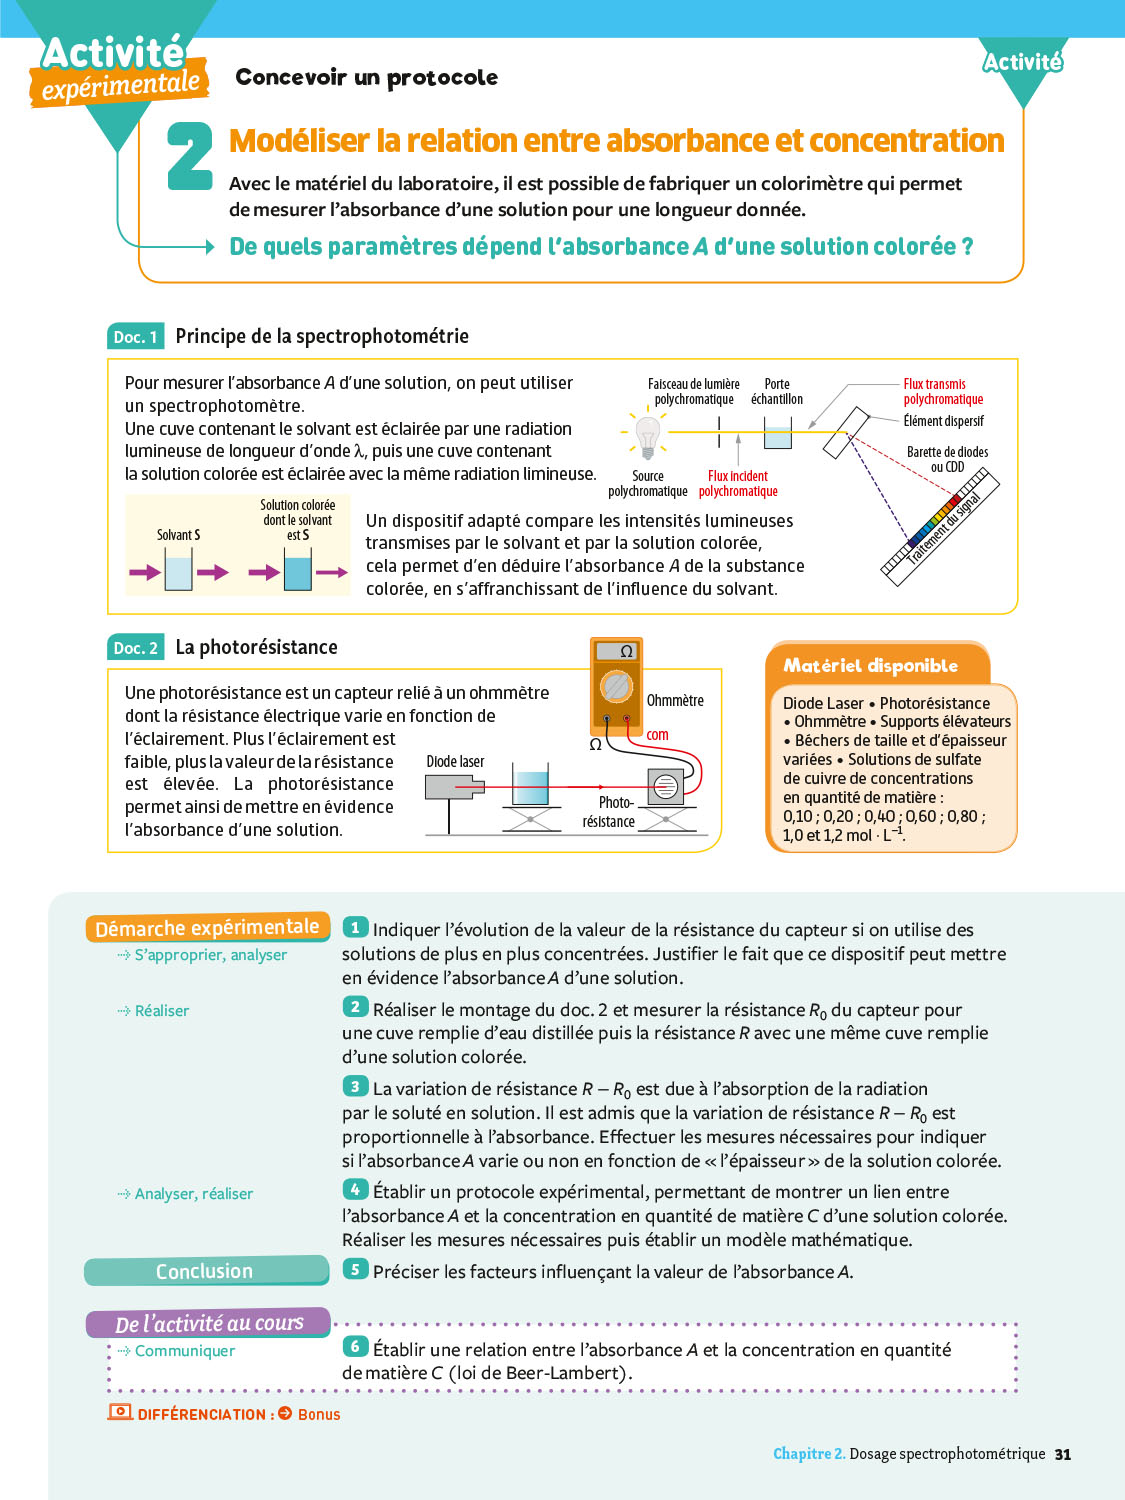 Activité
expérimentale
Concevoir un protocole
Activité
2 Modéliser la relation entre absorbance et concentration
Avec le matériel du laboratoire, il est possible de fabriquer un colorimètre qui permet
de mesurer l'absorbance d'une solution pour une longueur donnée.
De quels paramètres dépend l'absorbance A d'une solution colorée ?
Doc. 1 Principe de la spectrophotométrie
Pour mesurer l'absorbance A d'une solution, on peut utiliser
un spectrophotomètre.
Une cuve contenant le solvant est éclairée par une radiation
lumineuse de longueur d'onde λ, puis une cuve contenant
la solution colorée est éclairée avec la même radiation limineuse.
Solvant S
Solution colorée
dont le solvant
est S
Un dispositif adapté compare les intensités lumineuses
transmises par le solvant et par la solution colorée,
cela permet d'en déduire l'absorbance A de la substance
colorée, en s'affranchissant de l'influence du solvant.
Faisceau de lumière
polychromatique
Porte
échantillon
Flux transmis
polychromatique
Élément dispersif
Barette de diodes
ou CDD
Source
polychromatique
Flux incident
polychromatique
Traitement du signal
Doc. 2 La photorésistance
Une photorésistance est un capteur relié à un ohmmètre
dont la résistance électrique varie en fonction de
l'éclairement. Plus l'éclairement est
faible, plus la valeur de la résistance
est élevée. La photorésistance
permet ainsi de mettre en évidence
l'absorbance d'une solution.
Ω
Ohmmètre
com
Ω
Diode laser
Photo-
résistance
Matériel disponible
Diode Laser • Photorésistance
• Ohmmètre • Supports élévateurs
• Béchers de taille et d'épaisseur
variées • Solutions de sulfate
de cuivre de concentrations
en quantité de matière :
0,10 ; 0,20 ; 0,40 ; 0,60 ; 0,80 ;
1,0 et 1,2 mol · L⁻¹.
Démarche expérimentale
S'approprier, analyser
1 Indiquer l'évolution de la valeur de la résistance du capteur si on utilise des
solutions de plus en plus concentrées. Justifier le fait que ce dispositif peut mettre
en évidence l'absorbance A d'une solution.
Réaliser
2 Réaliser le montage du doc. 2 et mesurer la résistance R₀ du capteur pour
une cuve remplie d'eau distillée puis la résistance R avec une même cuve remplie
d'une solution colorée.
3 La variation de résistance R – R₀ est due à l'absorption de la radiation
par le soluté en solution. Il est admis que la variation de résistance R – R₀ est
proportionnelle à l'absorbance. Effectuer les mesures nécessaires pour indiquer
si l'absorbance A varie ou non en fonction de « l'épaisseur » de la solution colorée.
Analyser, réaliser
4 Établir un protocole expérimental, permettant de montrer un lien entre
l'absorbance A et la concentration en quantité de matière C d'une solution colorée.
Réaliser les mesures nécessaires puis établir un modèle mathématique.
Conclusion
5 Préciser les facteurs influençant la valeur de l'absorbance A.
De l'activité au cours
Communiquer
6 Établir une relation entre l'absorbance A et la concentration en quantité
de matière C (loi de Beer-Lambert).
DIFFÉRENCIATION : Bonus
Chapitre 2. Dosage spectrophotométrique 31